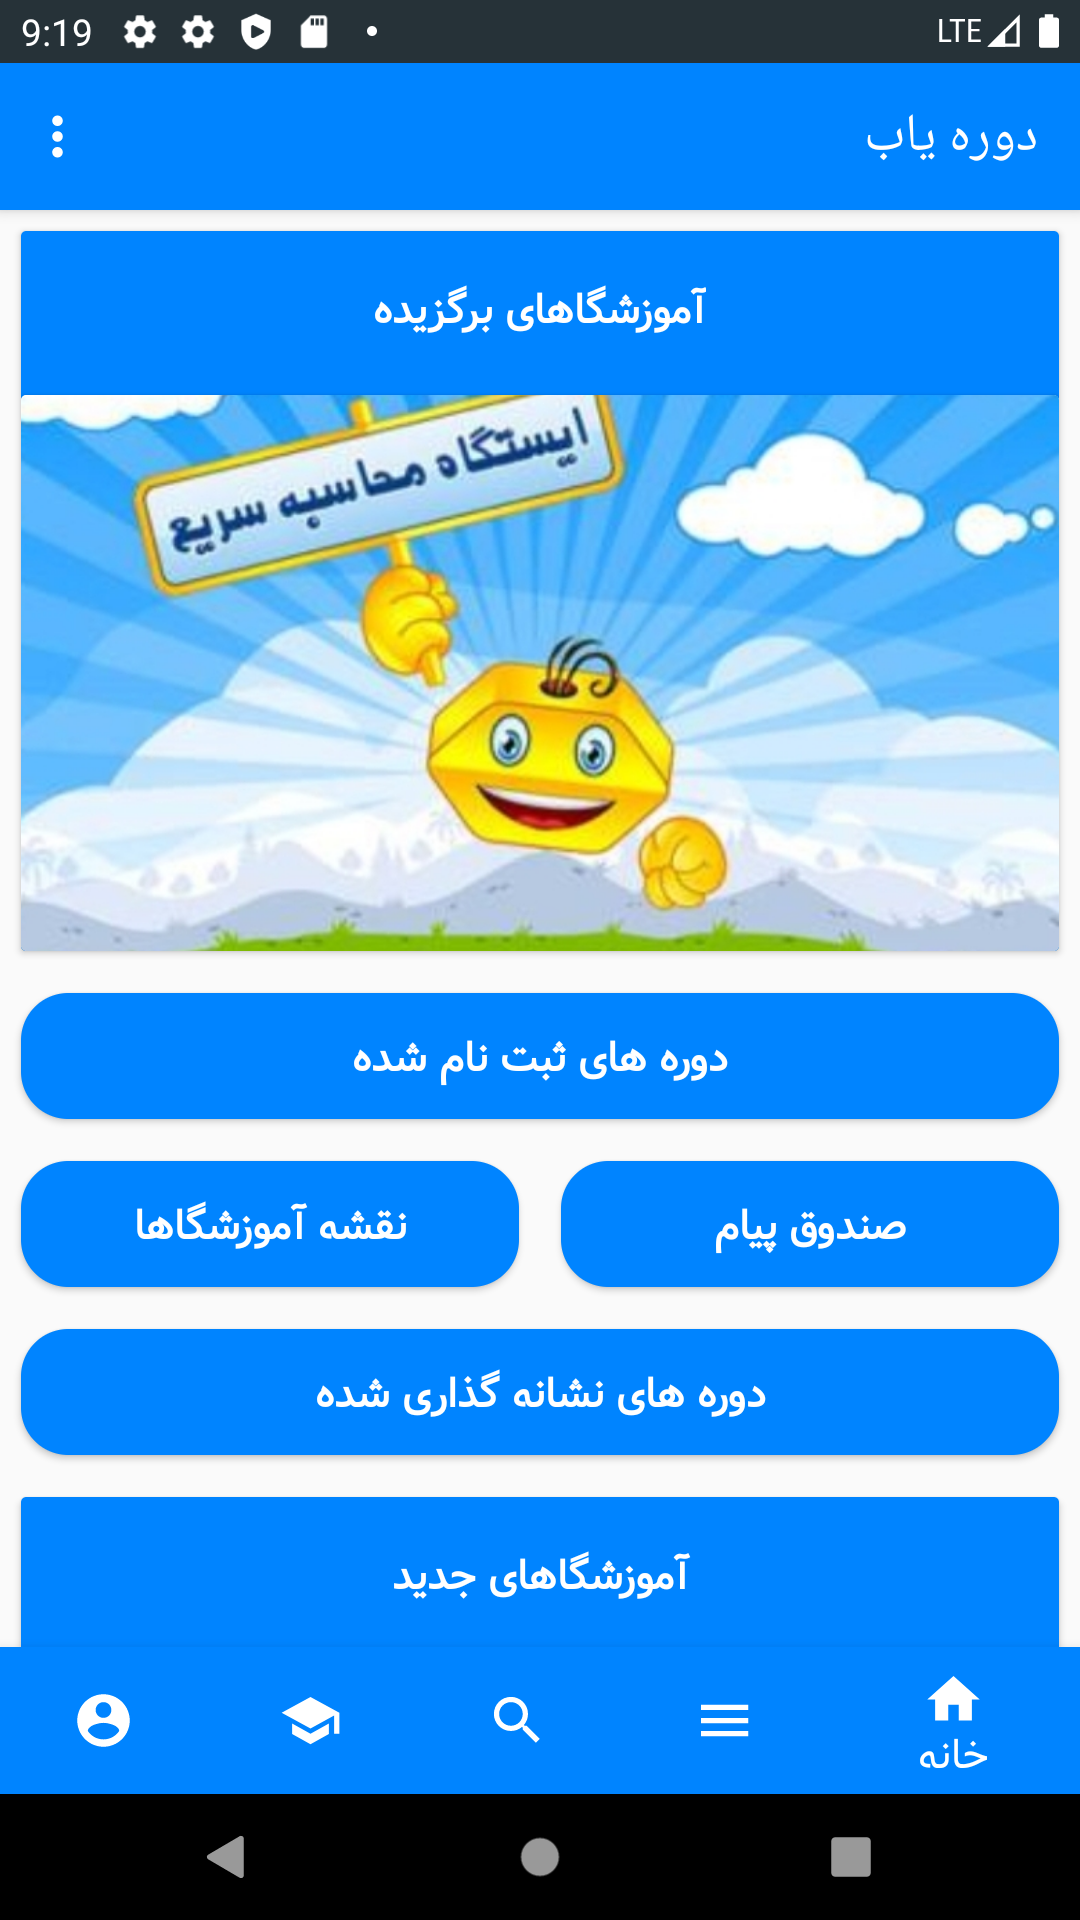 9:19
LTE
دوره یاب
آموزشگاهای برگزیده
ایستگاه محاسبه سریع
دوره های ثبت نام شده
صندوق پیام
نقشه آموزشگاها
دوره های نشانه گذاری شده
آموزشگاهای جدید
خانه